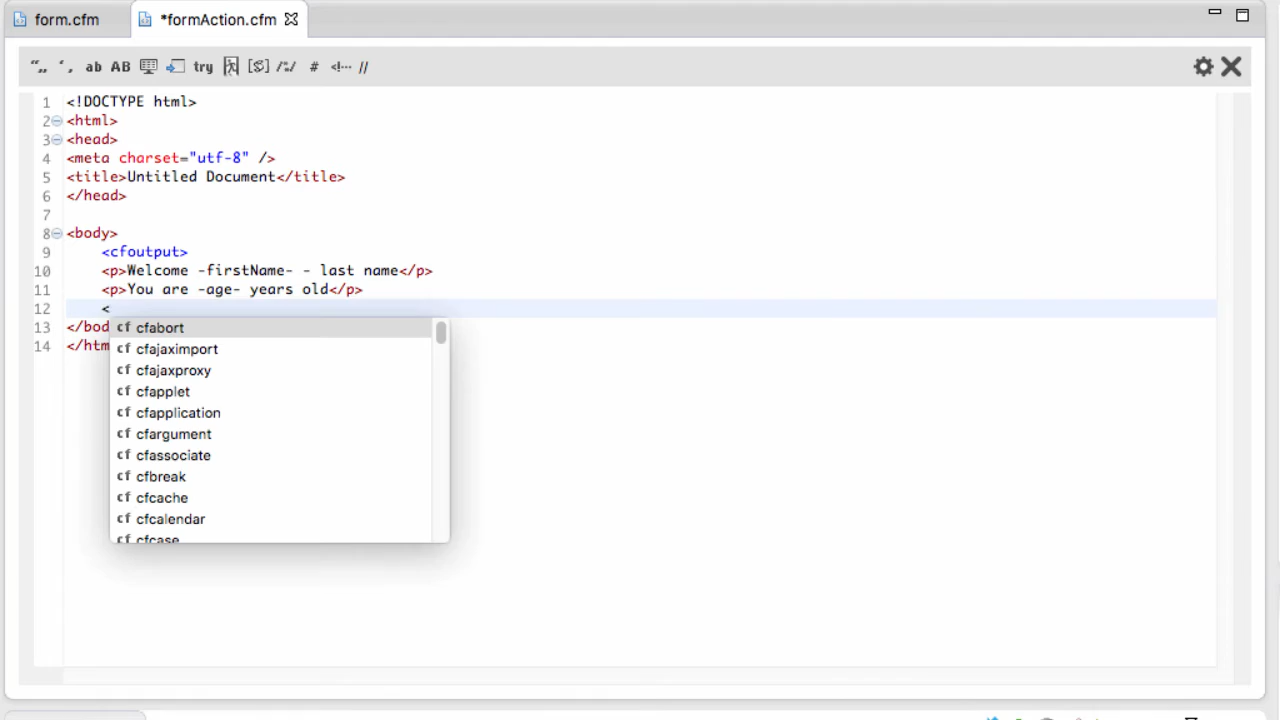 form.cfm
*formAction.cfm
“„ ‘, ab AB try [S] /:/ # <!-- //
1 <!DOCTYPE html>
2 <html>
3 <head>
4 <meta charset="utf-8" />
5 <title>Untitled Document</title>
6 </head>
7
8 <body>
9 <cfoutput>
10 <p>Welcome -firstName- - last name</p>
11 <p>You are -age- years old</p>
12 <
13 </bod
14 </htm
cf cfabort
cf cfajaximport
cf cfajaxproxy
cf cfapplet
cf cfapplication
cf cfargument
cf cfassociate
cf cfbreak
cf cfcache
cf cfcalendar
cf cfcase